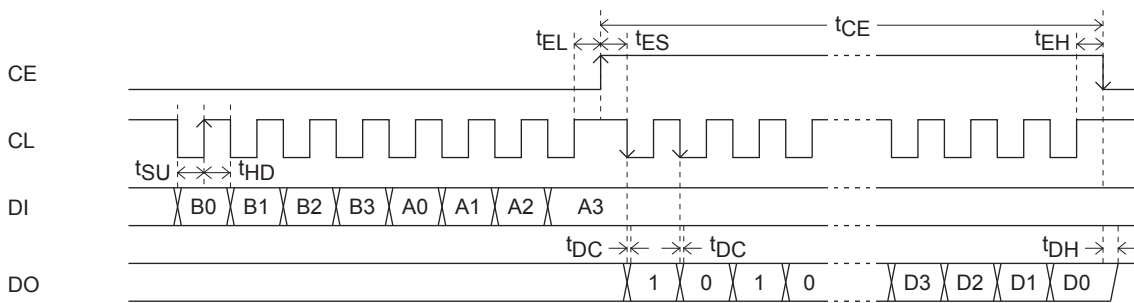 tCE
tEL tES tEH
CE
CL
tSU tHD
DI B0 B1 B2 B3 A0 A1 A2 A3
tDC tDC tDH
DO 1 0 1 0 D3 D2 D1 D0